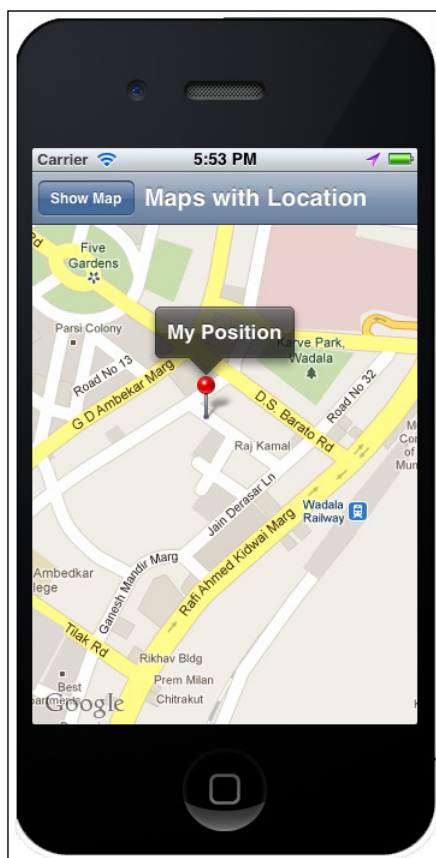 Carrier
5:53 PM
Show Map
Maps with Location
Rd
Five
Gardens
Parsi Colony
My Position
Karve Park,
Wadala
Road No 13
G D Ambekar Marg
D.S. Barato Rd
Road No 32
Raj Kamal
Jain Derasar Ln
Wadala
Railway
Rafi Ahmed Kidwai Marg
Ganesh Mandir Marg
Ambedkar
lege
Tilak Rd
Rikhav Bldg
Prem Milan
Chitrakut
Best
Google